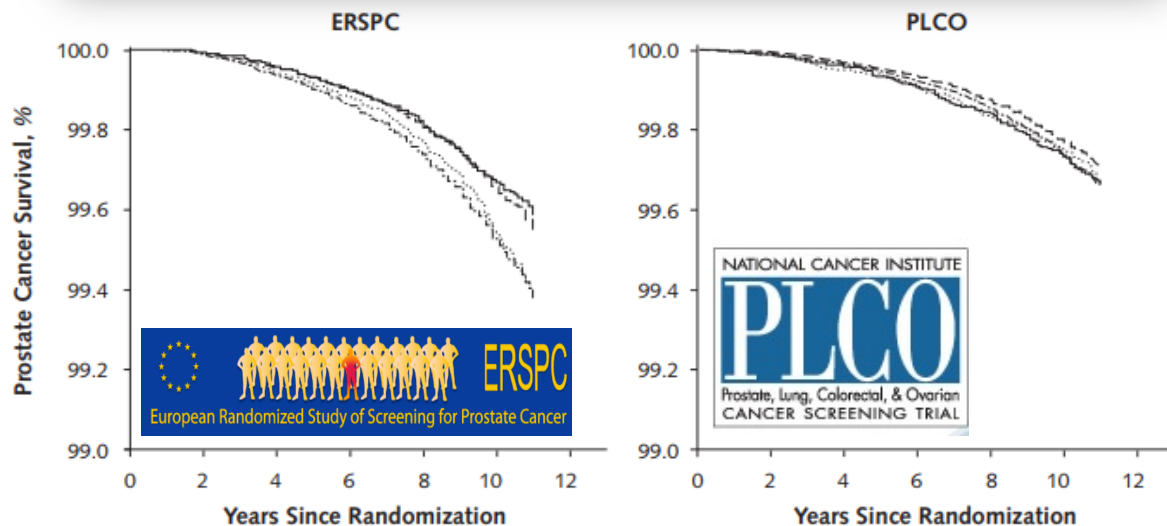 ERSPC
PLCO
Prostate Cancer Survival, %
100.0
99.8
99.6
99.4
99.2
99.0
0 2 4 6 8 10 12
Years Since Randomization
ERSPC
European Randomized Study of Screening for Prostate Cancer
100.0
99.8
99.6
99.4
99.2
99.0
0 2 4 6 8 10 12
Years Since Randomization
NATIONAL CANCER INSTITUTE
PLCO
Prostate, Lung, Colorectal, & Ovarian
CANCER SCREENING TRIAL